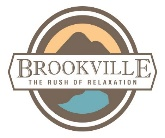 BROOKVILLE
THE RUSH OF RELAXATION